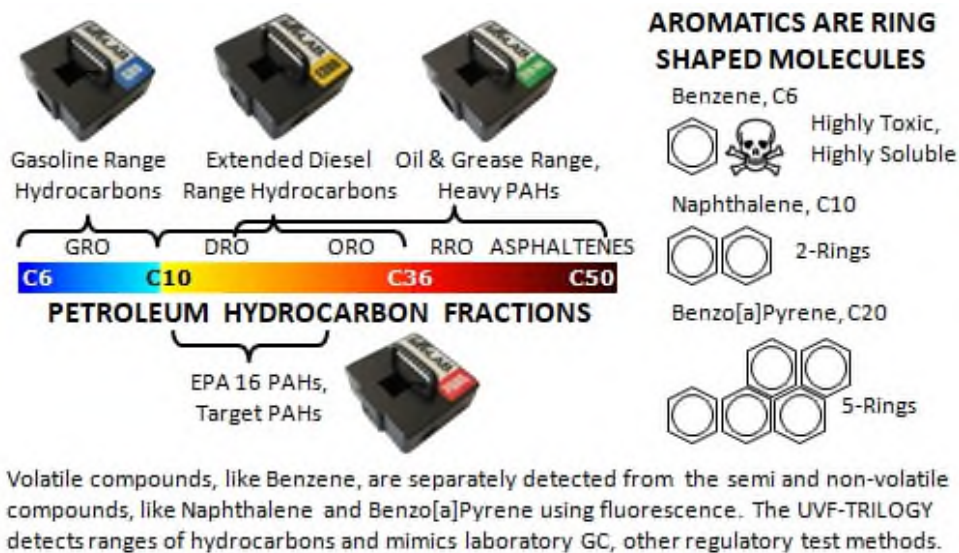 AROMATICS ARE RING
SHAPED MOLECULES
Benzene, C6
Highly Toxic,
Highly Soluble
Gasoline Range
Hydrocarbons
Extended Diesel
Range Hydrocarbons
Oil & Grease Range,
Heavy PAHs
Naphthalene, C10
2-Rings
GRO DRO ORO RRO ASPHALTENES
C6 C10 C36 C50
PETROLEUM HYDROCARBON FRACTIONS
Benzo[a]Pyrene, C20
5-Rings
EPA 16 PAHs,
Target PAHs
Volatile compounds, like Benzene, are separately detected from the semi and non-volatile
compounds, like Naphthalene and Benzo[a]Pyrene using fluorescence. The UVF-TRILOGY
detects ranges of hydrocarbons and mimics laboratory GC, other regulatory test methods.